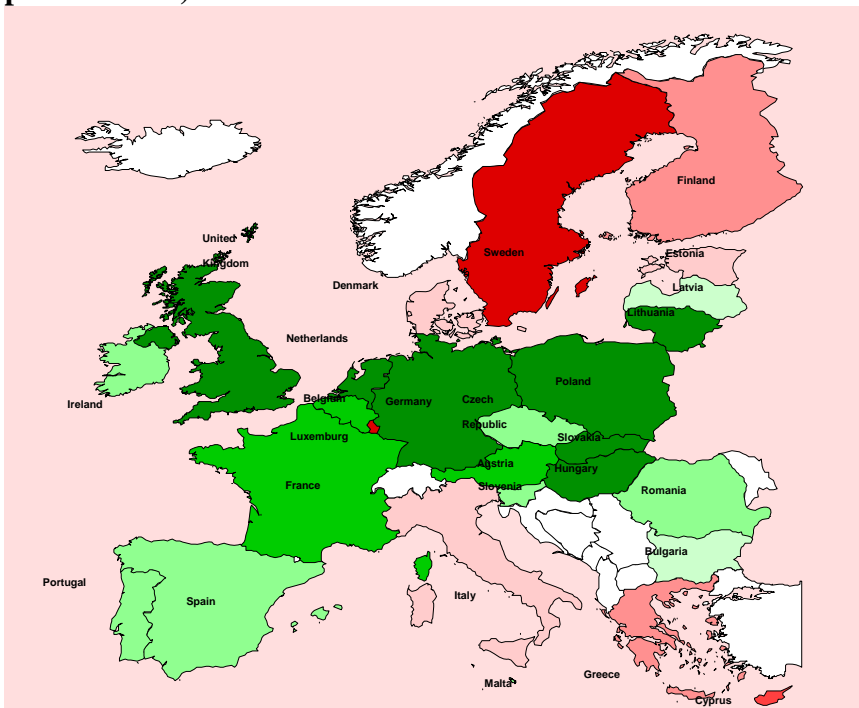 Finland
United
Kingdom
Sweden
Estonia
Denmark
Latvia
Lithuania
Netherlands
Poland
Belgium
Germany
Czech
Ireland
Republic
Luxemburg
Slovakia
Austria
Hungary
France
Slovenia
Romania
Bulgaria
Portugal
Spain
Italy
Greece
Malta
Cyprus